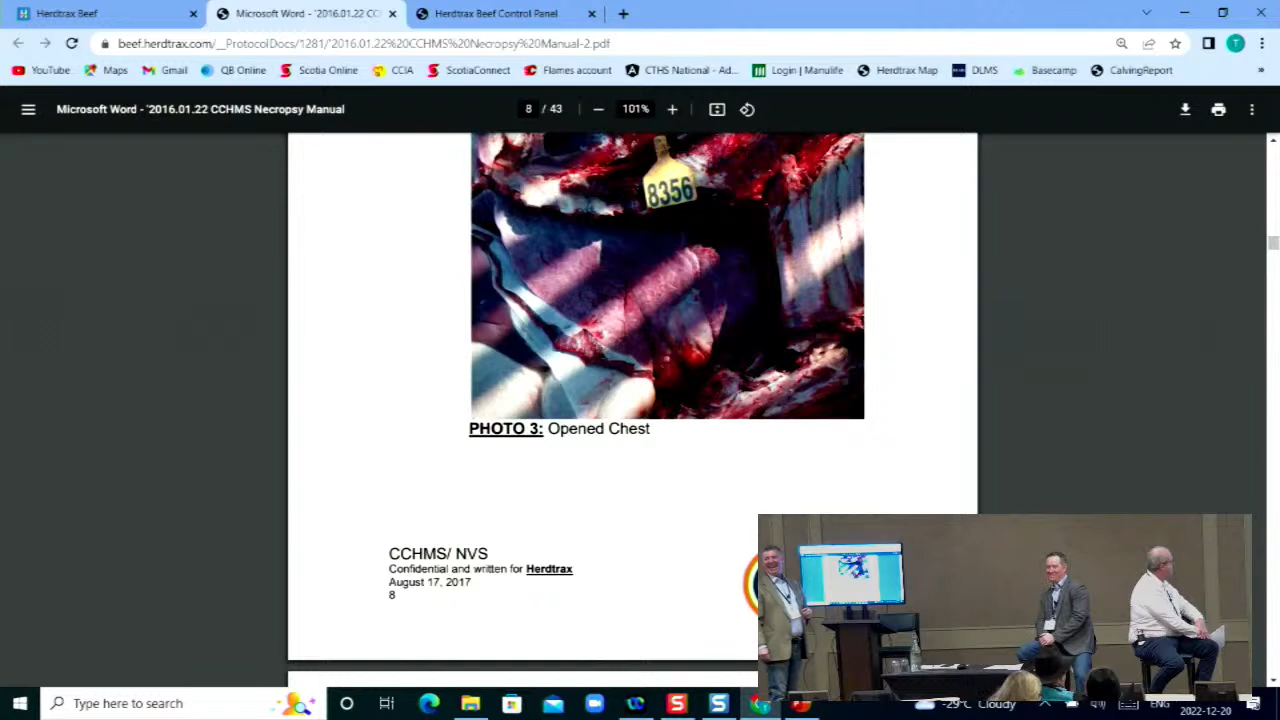 Herdtrax Beef
Microsoft Word - '2016.01.22 CC
Herdtrax Beef Control Panel
beef.herdtrax.com/__ProtocolDocs/1281/'2016.01.22%20CCHMS%20Necropsy%20Manual-2.pdf
YouTube
Maps
Gmail
QB Online
Scotia Online
CCIA
ScotiaConnect
Flames account
CTHS National - Ad...
Login | Manulife
Herdtrax Map
DLMS
Basecamp
CalvingReport
Microsoft Word - '2016.01.22 CCHMS Necropsy Manual
8 / 43
101%
8356
PHOTO 3: Opened Chest
CCHMS/ NVS
Confidential and written for Herdtrax
August 17, 2017
8
Type here to search
-29°C Cloudy
ENG
2022-12-20